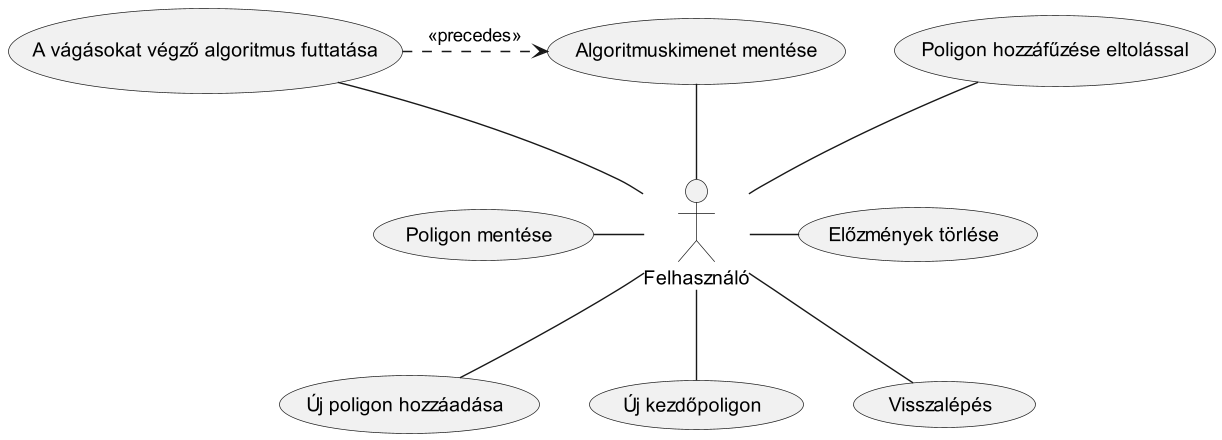 A vágásokat végző algoritmus futtatása
«precedes»
Algoritmuskimenet mentése
Poligon hozzáfűzése eltolással
Poligon mentése
Előzmények törlése
Felhasználó
Új poligon hozzáadása
Új kezdőpoligon
Visszalépés